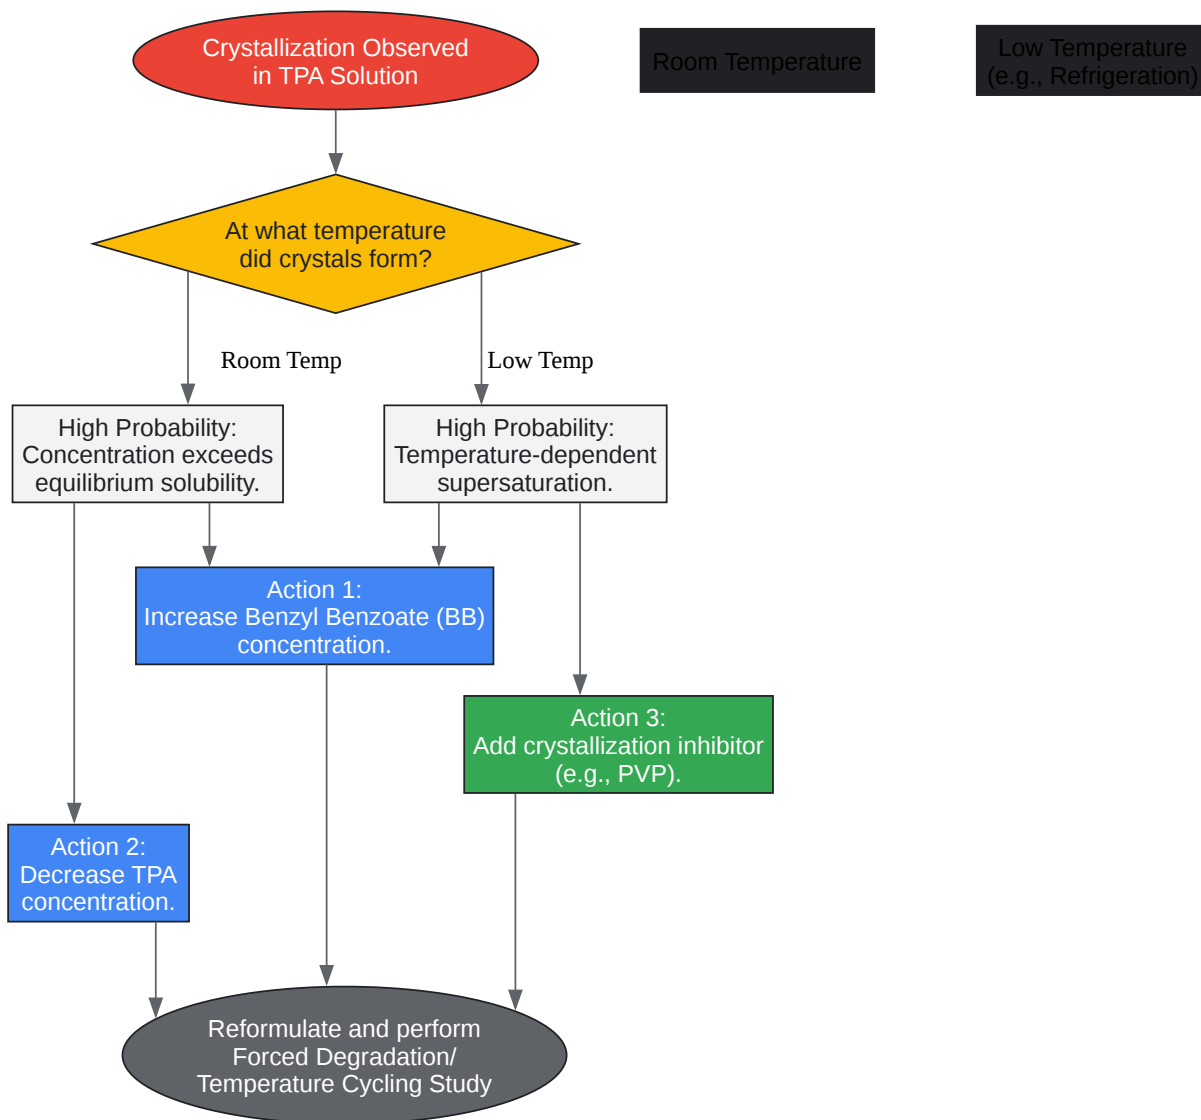 Crystallization Observed
in TPA Solution
Room Temperature
Low Temperature
(e.g., Refrigeration)
At what temperature
did crystals form?
Room Temp
Low Temp
High Probability:
Concentration exceeds
equilibrium solubility.
High Probability:
Temperature-dependent
supersaturation.
Action 1:
Increase Benzyl Benzoate (BB)
concentration.
Action 3:
Add crystallization inhibitor
(e.g., PVP).
Action 2:
Decrease TPA
concentration.
Reformulate and perform
Forced Degradation/
Temperature Cycling Study